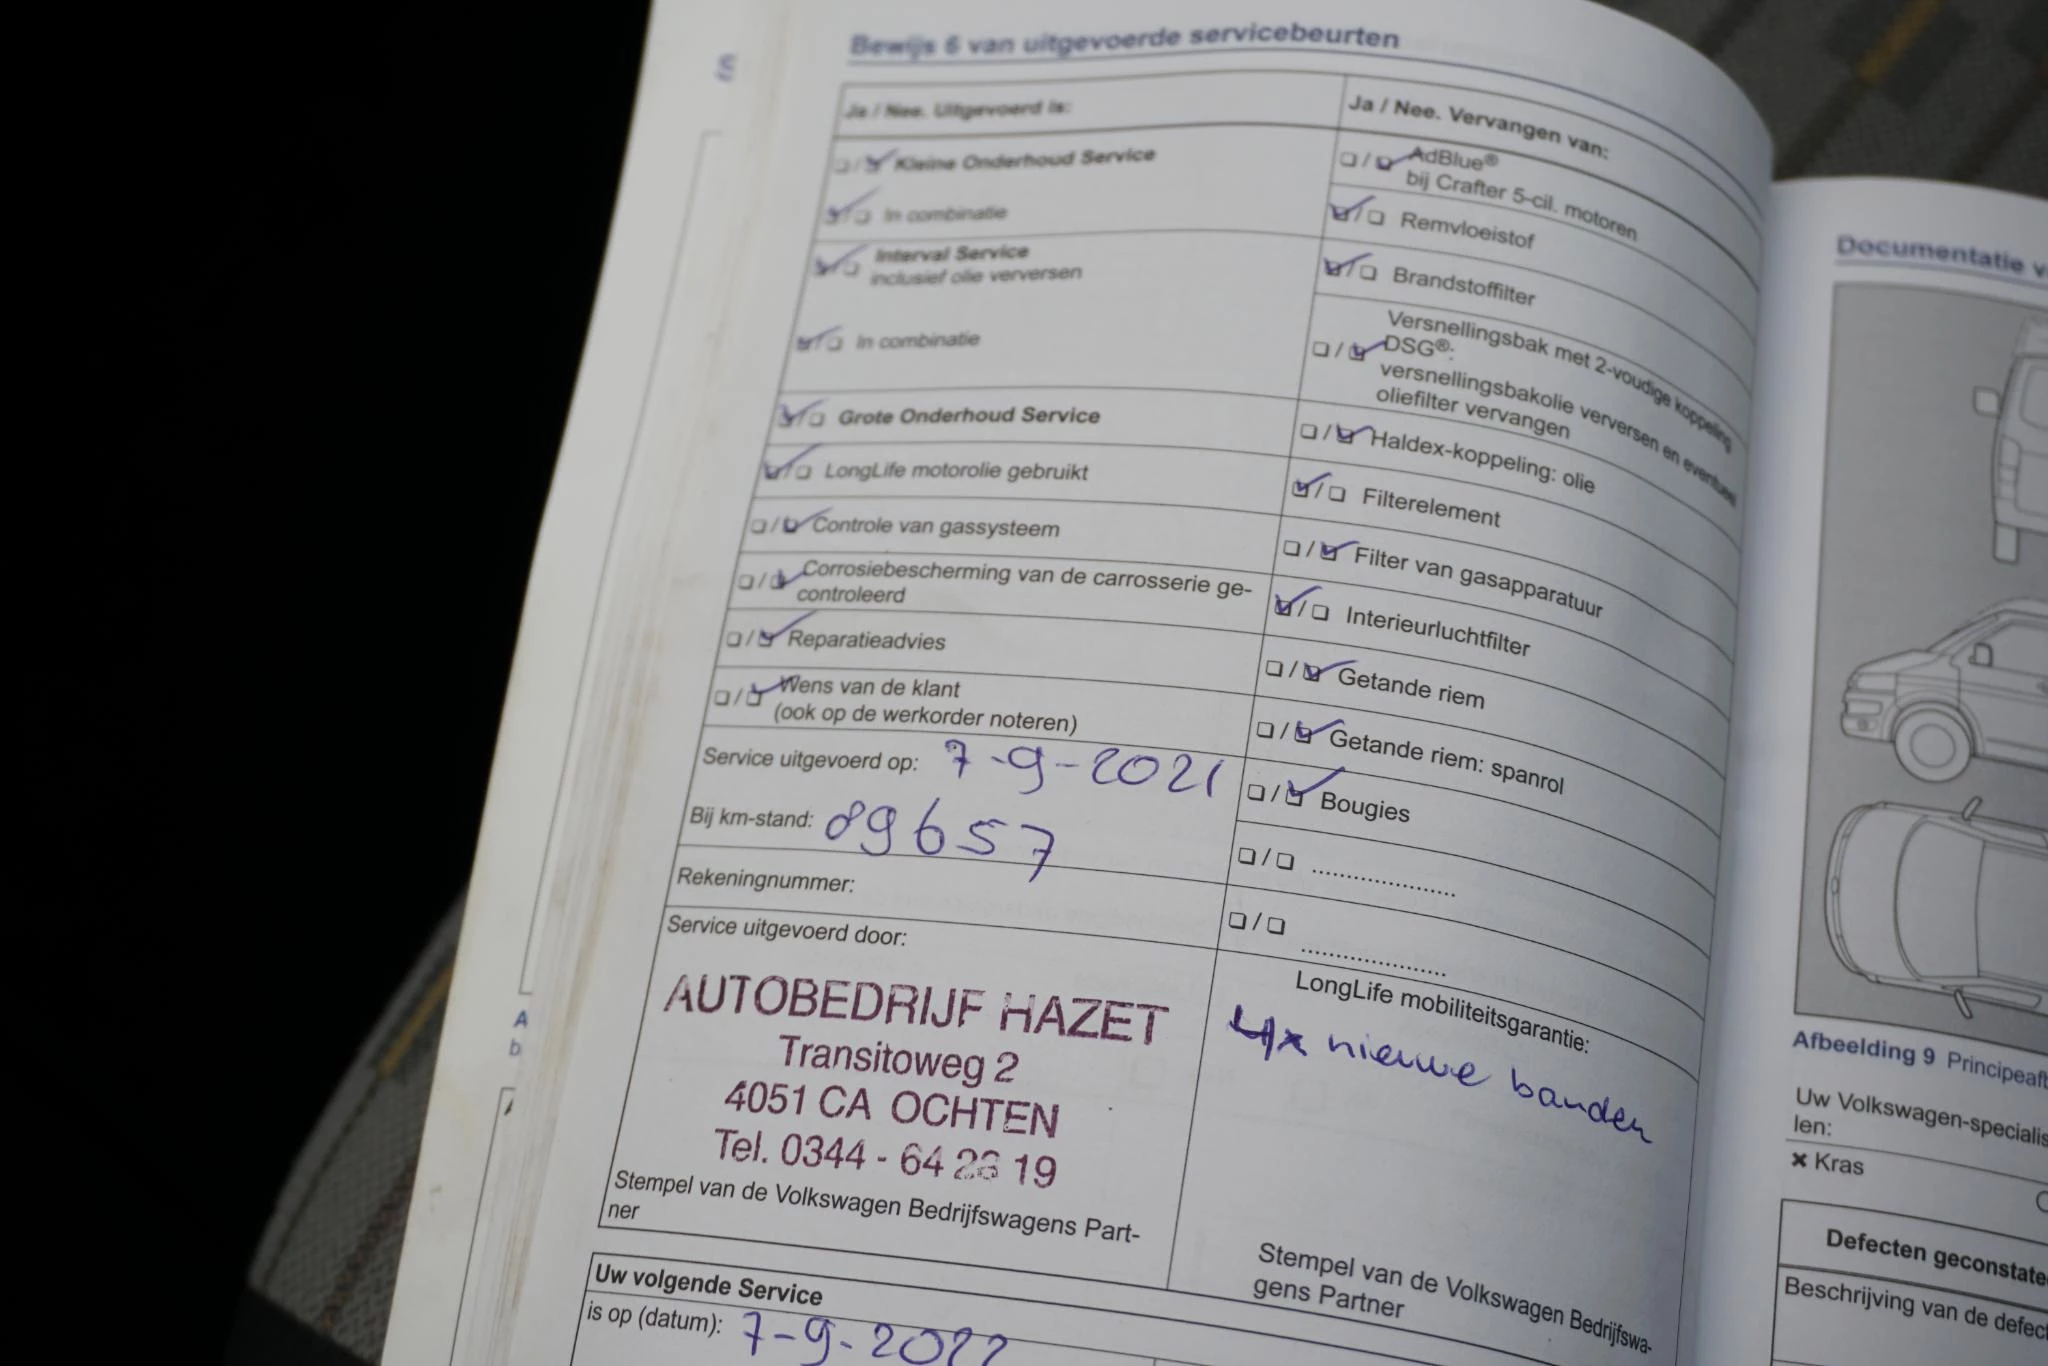 Bewijs 6 van uitgevoerde servicebeurten
Ja / Nee. Uitgevoerd is:
Kleine Onderhoud Service
In combinatie
Interval Service
inclusief olie verversen
In combinatie
Grote Onderhoud Service
LongLife motorolie gebruikt
Controle van gassysteem
Corrosiebescherming van de carrosserie ge-
controleerd
Reparatieadvies
Wens van de klant
(ook op de werkorder noteren)
Service uitgevoerd op: 7-9-2021
Bij km-stand: 89657
Rekeningnummer:
Service uitgevoerd door:
AUTOBEDRIJF HAZET
Transitoweg 2
4051 CA OCHTEN
Tel. 0344 - 64 19
Stempel van de Volkswagen Bedrijfswagens Part-
ner
Uw volgende Service
is op (datum): 7-9-2022
Ja / Nee. Vervangen van:
AdBlue®
bij Crafter 5-cil. motoren
Remvloeistof
Brandstoffilter
Versnellingsbak met 2-voudige koppeling
DSG®:
versnellingsbakolie verversen en eventueel
oliefilter vervangen
Haldex-koppeling: olie
Filterelement
Filter van gasapparatuur
Interieurluchtfilter
Getande riem
Getande riem: spanrol
Bougies
LongLife mobiliteitsgarantie:
4x nieuwe banden
Stempel van de Volkswagen Bedrijfswa-
gens Partner
Documentatie
Afbeelding 9
Uw Volkswagen-specialis
len:
× Kras
Defecten geconstatee
Beschrijving van de defec